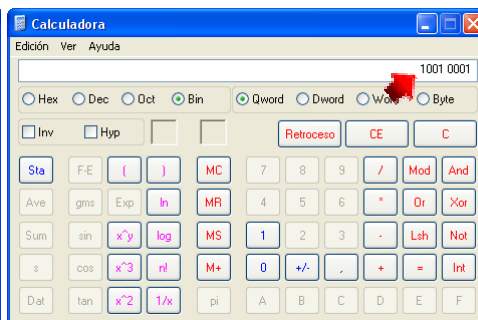 Calculadora
Edición Ver Ayuda
1001 0001
Hex Dec Oct Bin Qword Dword Word Byte
Inv Hyp Retroceso CE C
Sta F-E ( ) MC 7 8 9 / Mod And
Ave gms Exp ln MR 4 5 6 * Or Xor
Sum sin x^y log MS 1 2 3 - Lsh Not
s cos x^3 n! M+ 0 +/- , + = Int
Dat tan x^2 1/x pi A B C D E F